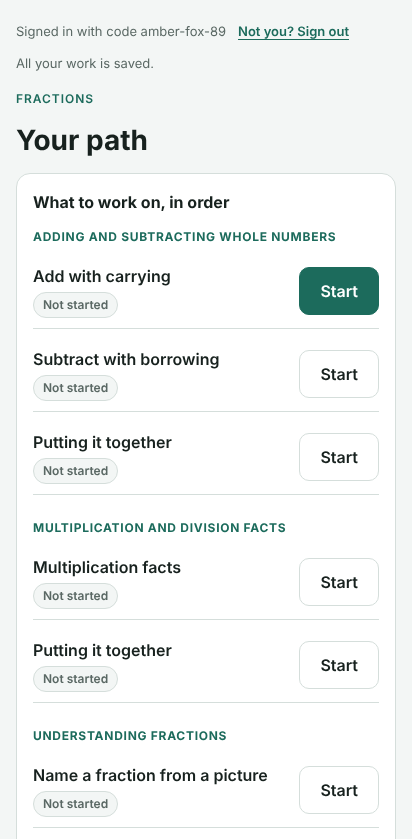 Signed in with code amber-fox-89 Not you? Sign out
All your work is saved.
FRACTIONS
Your path
What to work on, in order
ADDING AND SUBTRACTING WHOLE NUMBERS
Add with carrying
Not started
Start
Subtract with borrowing
Not started
Start
Putting it together
Not started
Start
MULTIPLICATION AND DIVISION FACTS
Multiplication facts
Not started
Start
Putting it together
Not started
Start
UNDERSTANDING FRACTIONS
Name a fraction from a picture
Not started
Start